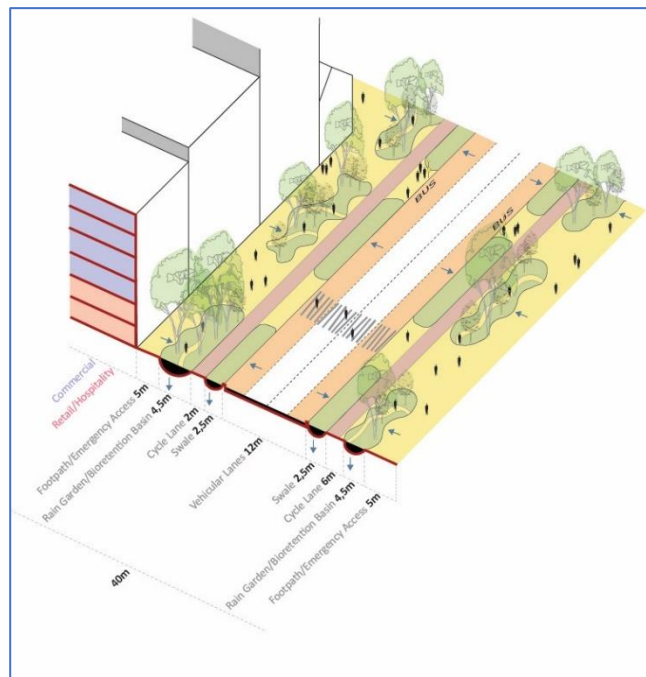 BUS
BUS
Commercial
Retail/Hospitality
Footpath/Emergency Access 5m
Rain Garden/Bioretention Basin 4,5m
Cycle Lane 2m
Swale 2,5m
Vehicular Lanes 12m
Swale 2,5m
Cycle Lane 6m
Rain Garden/Bioretention Basin 4,5m
Footpath/Emergency Access 5m
40m